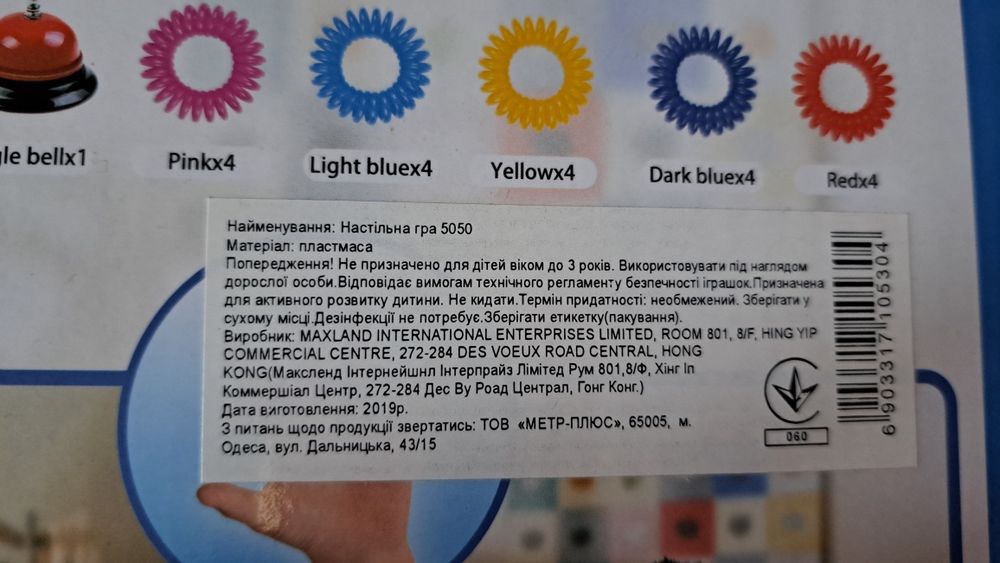 gle bellx1
Pinkx4
Light bluex4
Yellowx4
Dark bluex4
Redx4
Найменування: Настільна гра 5050
Матеріал: пластмаса
Попередження! Не призначено для дітей віком до 3 років. Використовувати під наглядом
дорослої особи.Відповідає вимогам технічного регламенту безпечності іграшок.Призначена
для активного розвитку дитини. Не кидати.Термін придатності: необмежений. Зберігати у
сухому місці.Дезінфекції не потребує.Зберігати етикетку(пакування).
Виробник: MAXLAND INTERNATIONAL ENTERPRISES LIMITED, ROOM 801, 8/F, HING YIP
COMMERCIAL CENTRE, 272-284 DES VOEUX ROAD CENTRAL, HONG
KONG(Максленд Інтернейшнл Інтерпрайз Лімітед Рум 801,8/Ф, Хінг Іп
Коммершіал Центр, 272-284 Дес Ву Роад Централ, Гонг Конг.)
Дата виготовлення: 2019р.
З питань щодо продукції звертатись: ТОВ «МЕТР-ПЛЮС», 65005, м.
Одеса, вул. Дальницька, 43/15
060
6903317105304